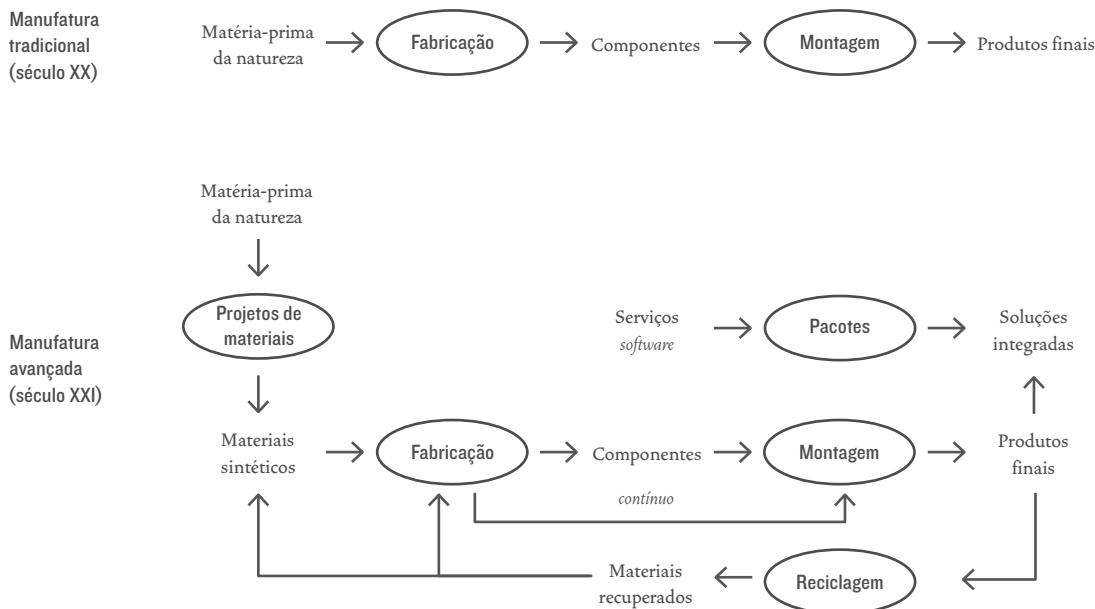 Manufatura
tradicional
(século XX)
Matéria-prima
da natureza
Fabricação
Componentes
Montagem
Produtos finais
Manufatura
avançada
(século XXI)
Matéria-prima
da natureza
Projetos de
materiais
Materiais
sintéticos
Fabricação
Componentes
contínuo
Montagem
Produtos
finais
Serviços
software
Pacotes
Soluções
integradas
Reciclagem
Materiais
recuperados